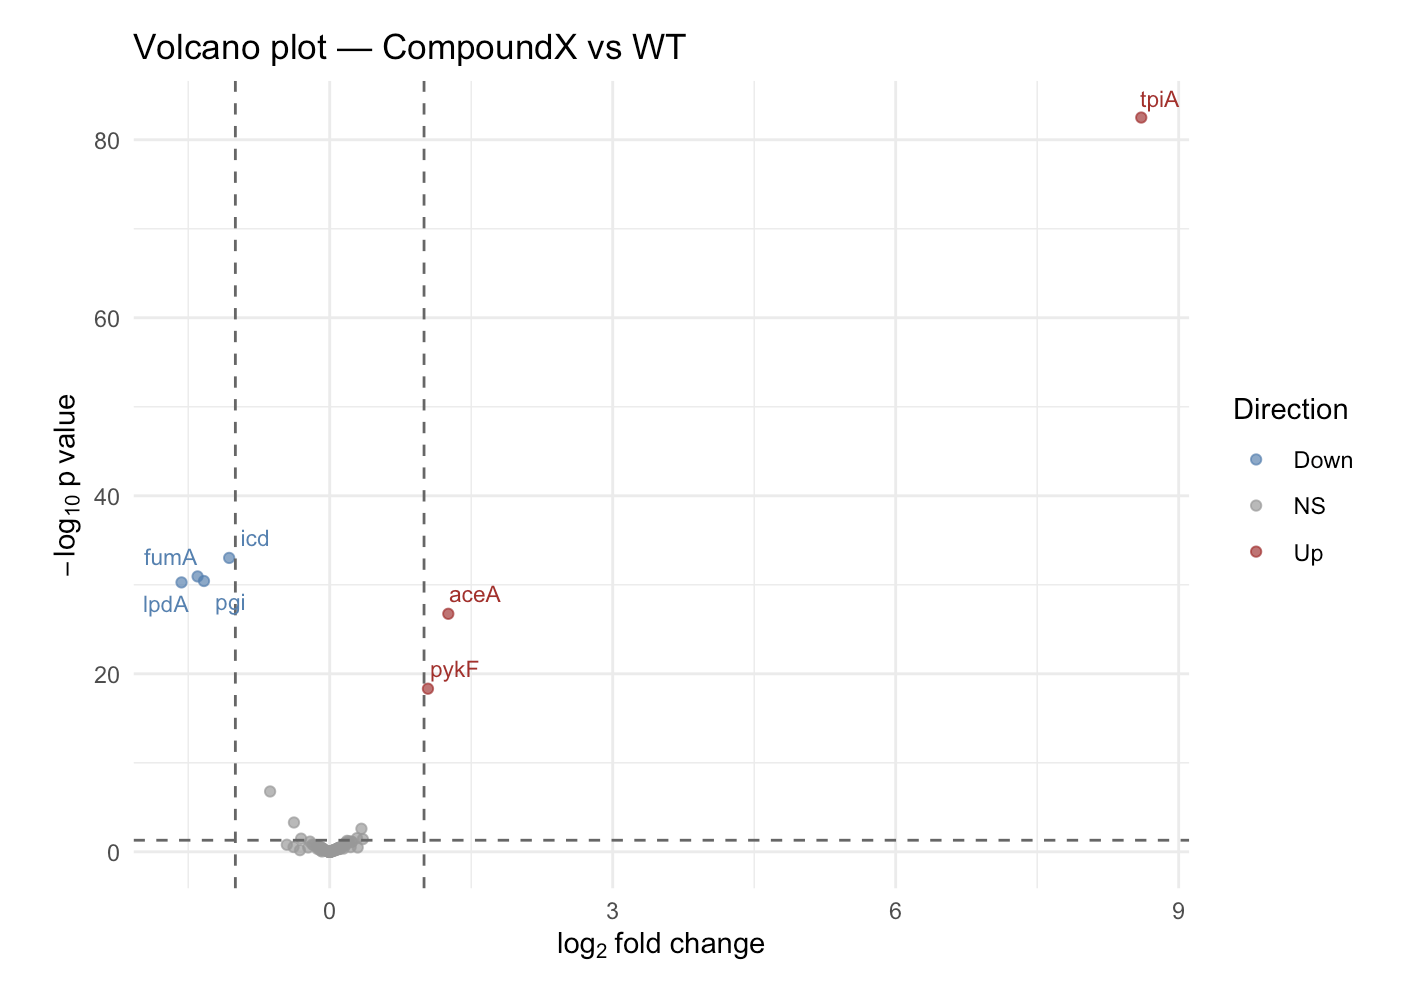 Volcano plot — CompoundX vs WT
tpiA
80
60
40
20
0
−log10 p value
icd
fumA
lpdA
pgi
aceA
pykF
0 3 6 9
log2 fold change
Direction
Down
NS
Up